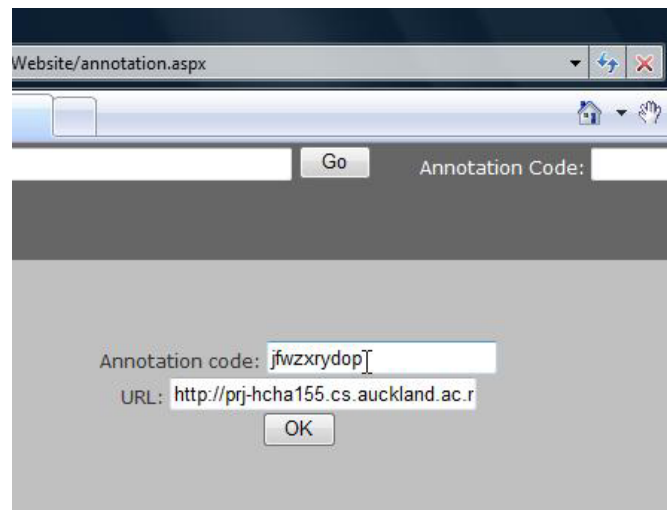 Website/annotation.aspx
Go Annotation Code:
Annotation code: jfwzxrydop
URL: http://prj-hcha155.cs.auckland.ac.r
OK